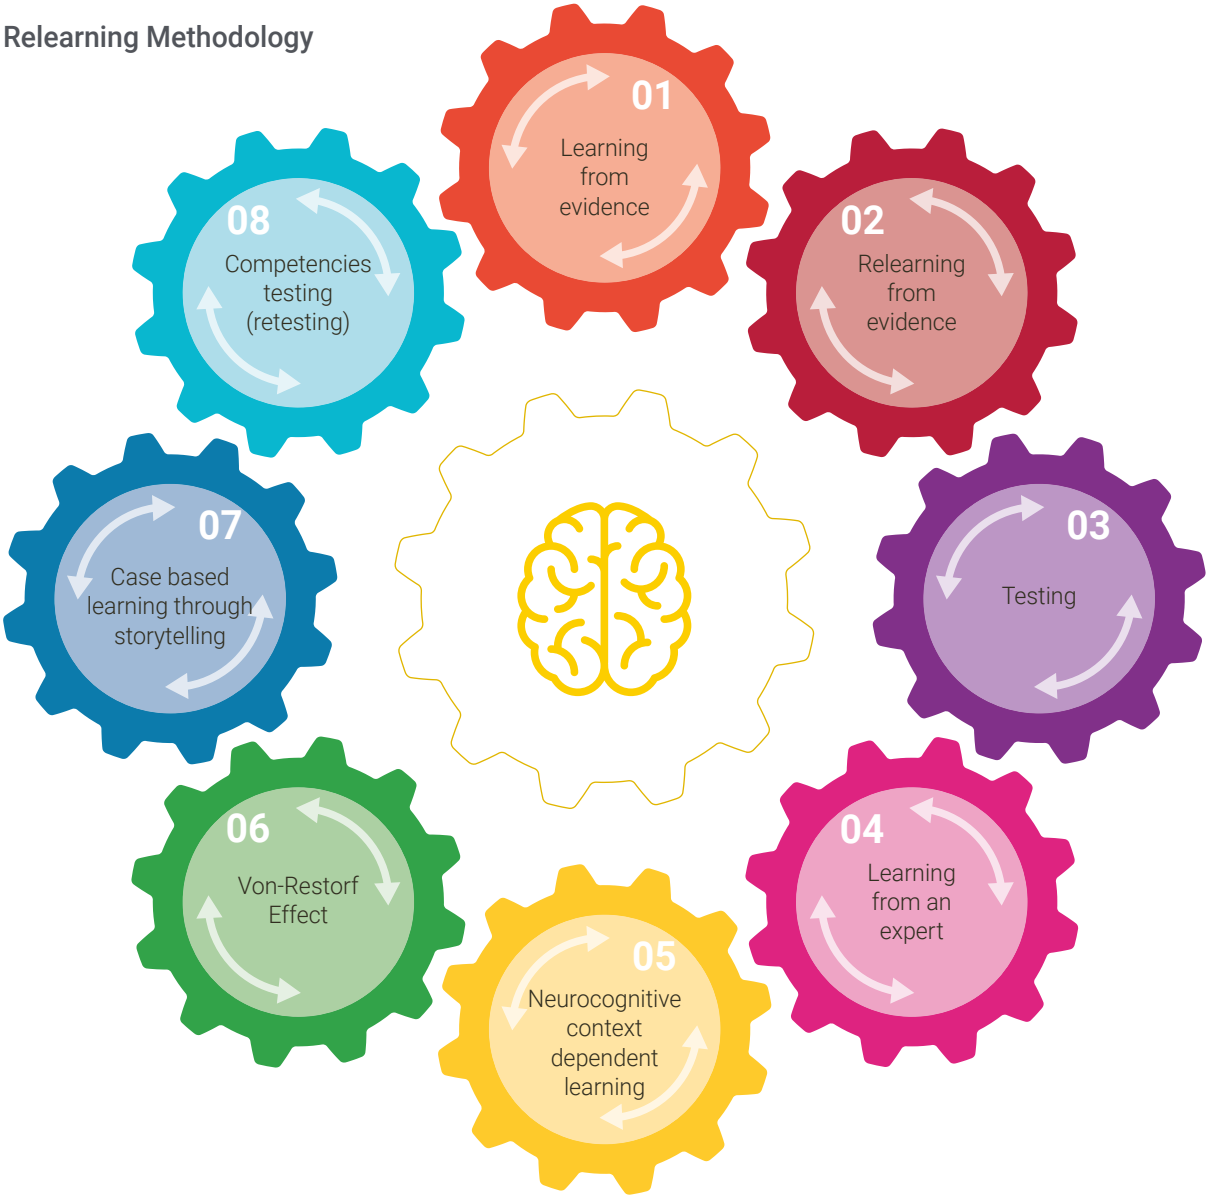 Relearning Methodology
01
Learning
from
evidence
02
Relearning
from
evidence
03
Testing
04
Learning
from an
expert
05
Neurocognitive
context
dependent
learning
06
Von-Restorf
Effect
07
Case based
learning through
storytelling
08
Competencies
testing
(retesting)